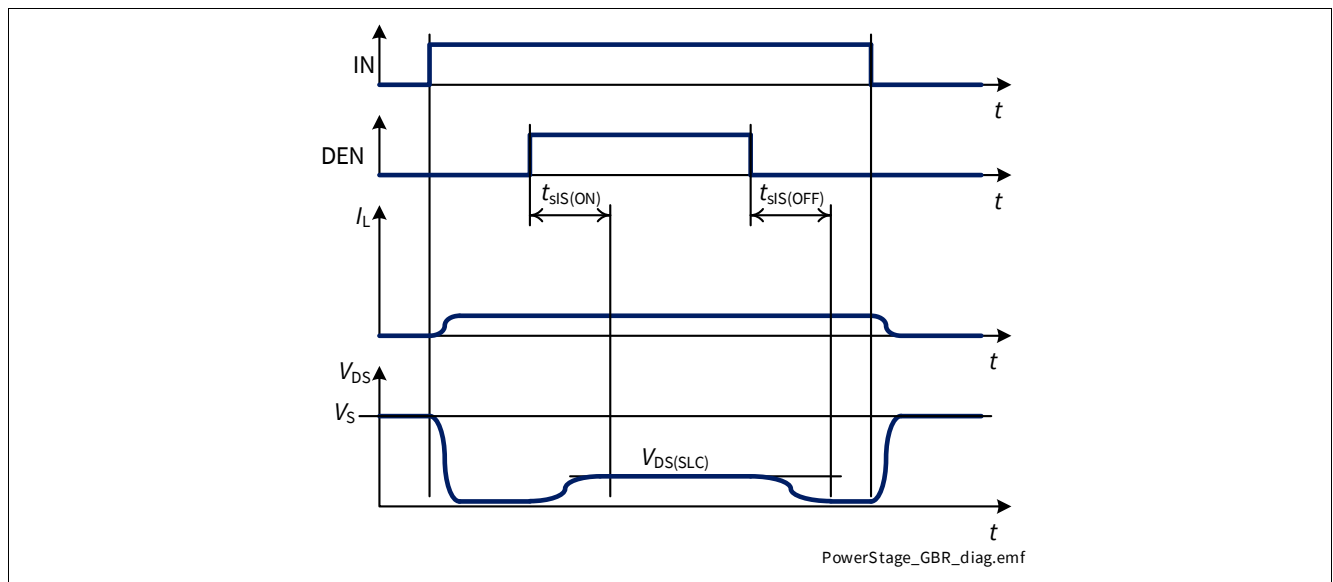 IN
t
DEN
t
tsIS(ON)
tsIS(OFF)
IL
t
VDS
VS
VDS(SLC)
t
PowerStage_GBR_diag.emf